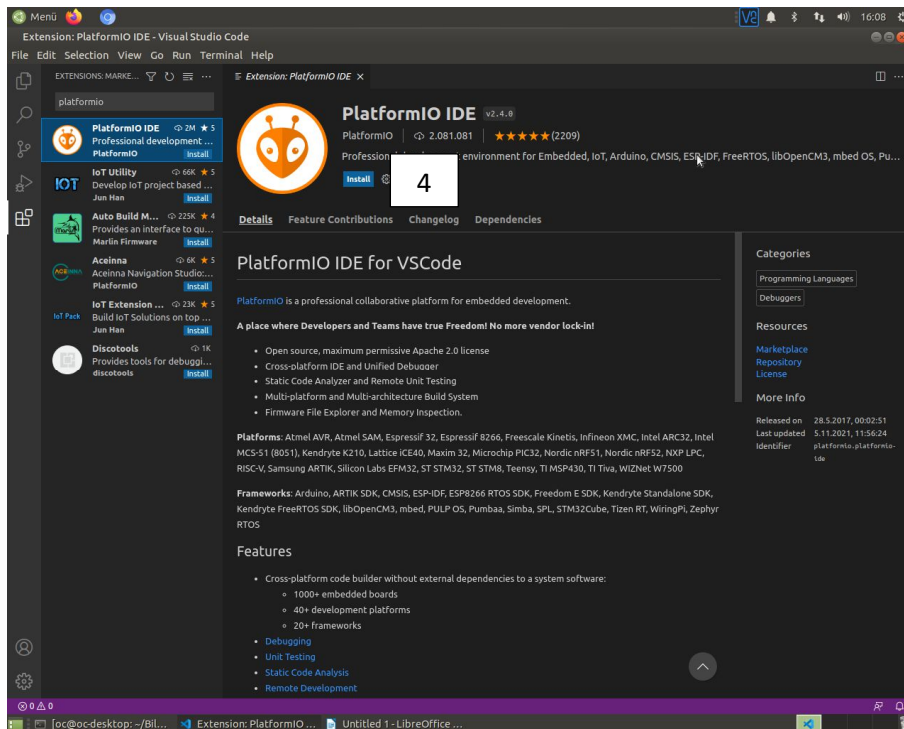 Menü
V2
16:08
Extension: PlatformIO IDE - Visual Studio Code
File Edit Selection View Go Run Terminal Help
EXTENSIONS: MARKE...
platformio
PlatformIO IDE 2M ★ 5
Professional development ...
PlatformIO Install
IoT Utility 66K ★ 5
Develop IoT project based ...
Jun Han Install
Auto Build M... 225K ★ 4
Provides an interface to qu...
Marlin Firmware Install
Aceinna 6K ★ 5
Aceinna Navigation Studio:...
PlatformIO Install
IoT Extension ... 23K ★ 5
Build IoT Solutions on top ...
Jun Han Install
Discotools 1K
Provides tools for debuggi...
discotools Install
IOT
ACEINNA
IoT Pack
Extension: PlatformIO IDE ×
PlatformIO IDE v2.4.0
PlatformIO | 2.081.081 | ★★★★★(2209)
environment for Embedded, IoT, Arduino, CMSIS, ESP-IDF, FreeRTOS, libOpenCM3, mbed OS, Pu...
Install
4
Details Feature Contributions Changelog Dependencies
PlatformIO IDE for VSCode
PlatformIO is a professional collaborative platform for embedded development.
A place where Developers and Teams have true Freedom! No more vendor lock-in!
• Open source, maximum permissive Apache 2.0 license
• Cross-platform IDE and Unified Debugger
• Static Code Analyzer and Remote Unit Testing
• Multi-platform and Multi-architecture Build System
• Firmware File Explorer and Memory Inspection.
Platforms: Atmel AVR, Atmel SAM, Espressif 32, Espressif 8266, Freescale Kinetis, Infineon XMC, Intel ARC32, Intel
MCS-51 (8051), Kendryte K210, Lattice iCE40, Maxim 32, Microchip PIC32, Nordic nRF51, Nordic nRF52, NXP LPC,
RISC-V, Samsung ARTIK, Silicon Labs EFM32, ST STM32, ST STM8, Teensy, TI MSP430, TI Tiva, WIZNet W7500
Frameworks: Arduino, ARTIK SDK, CMSIS, ESP-IDF, ESP8266 RTOS SDK, Freedom E SDK, Kendryte Standalone SDK,
Kendryte FreeRTOS SDK, libOpenCM3, mbed, PULP OS, Pumbaa, Simba, SPL, STM32Cube, Tizen RT, WiringPi, Zephyr
RTOS
Features
• Cross-platform code builder without external dependencies to a system software:
◦ 1000+ embedded boards
◦ 40+ development platforms
◦ 20+ frameworks
• Debugging
• Unit Testing
• Static Code Analysis
• Remote Development
Categories
Programming Languages
Debuggers
Resources
Marketplace
Repository
License
More Info
Released on 28.5.2017, 00:02:51
Last updated 5.11.2021, 11:56:24
Identifier platformio.platformio-
ide
0 0
[oc@oc-desktop: ~/Bil...
Extension: PlatformIO ...
Untitled 1 - LibreOffice ...